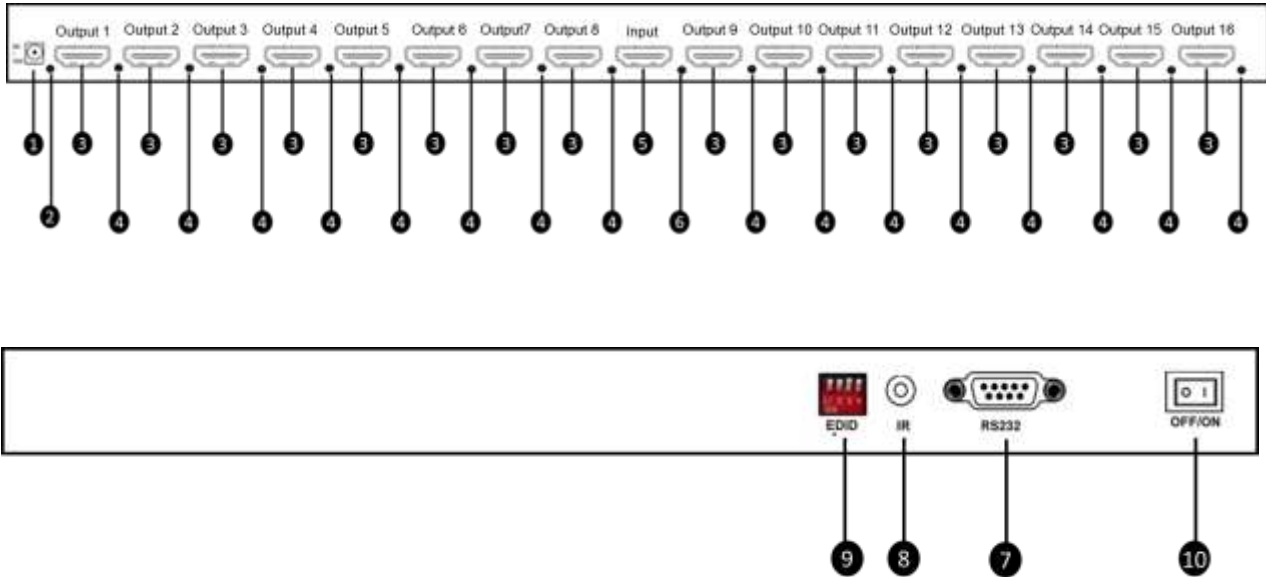 Output 1 Output 2 Output 3 Output 4 Output 5 Output 6 Output7 Output 8 Input Output 9 Output 10 Output 11 Output 12 Output 13 Output 14 Output 15 Output 16
1 3 3 3 3 3 3 3 3 5 3 3 3 3 3 3 3 3
2 4 4 4 4 4 4 4 4 6 4 4 4 4 4 4 4 4
O I
EDID IR RS232 OFF/ON
9 8 7 10